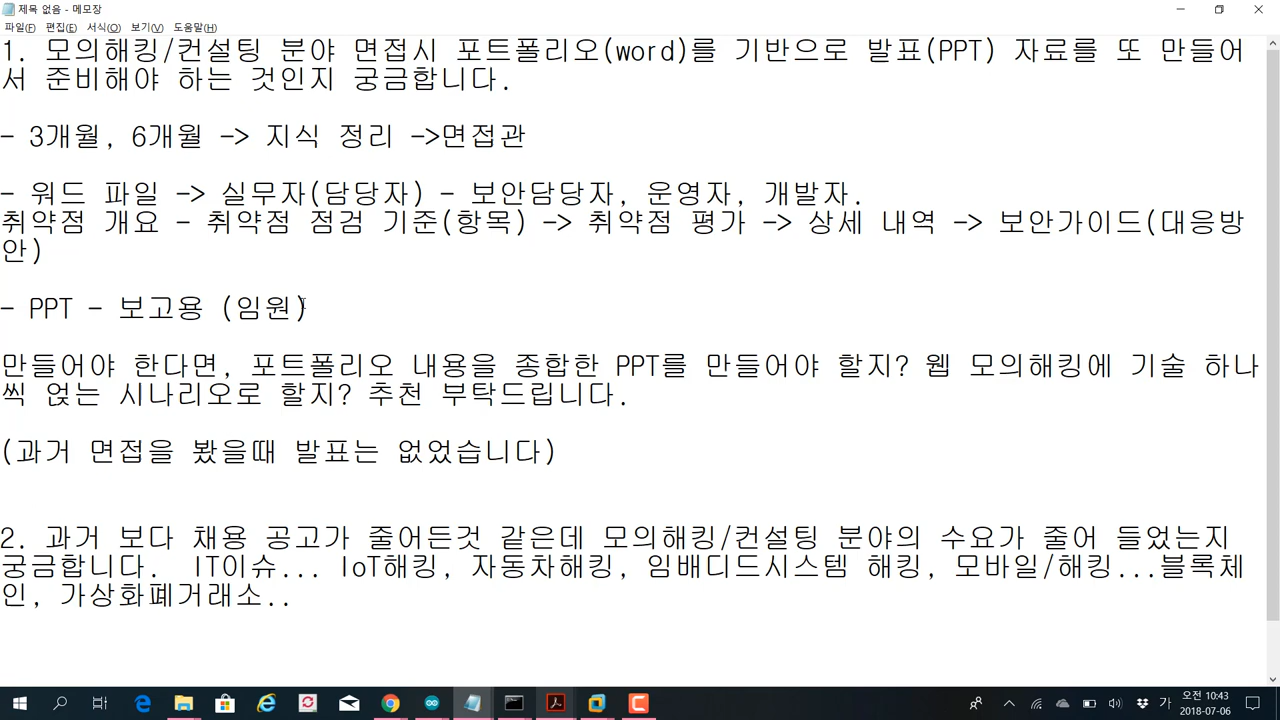 제목 없음 - 메모장
파일(F) 편집(E) 서식(O) 보기(V) 도움말(H)
1. 모의해킹/컨설팅 분야 면접시 포트폴리오(word)를 기반으로 발표(PPT) 자료를 또 만들어
서 준비해야 하는 것인지 궁금합니다.
- 3개월, 6개월 -> 지식 정리 ->면접관
- 워드 파일 -> 실무자(담당자) - 보안담당자, 운영자, 개발자.
취약점 개요 - 취약점 점검 기준(항목) -> 취약점 평가 -> 상세 내역 -> 보안가이드(대응방
안)
- PPT - 보고용 (임원)
만들어야 한다면, 포트폴리오 내용을 종합한 PPT를 만들어야 할지? 웹 모의해킹에 기술 하나
씩 얹는 시나리오로 할지? 추천 부탁드립니다.
(과거 면접을 봤을때 발표는 없었습니다)
2. 과거 보다 채용 공고가 줄어든것 같은데 모의해킹/컨설팅 분야의 수요가 줄어 들었는지
궁금합니다.  IT이슈... IoT해킹, 자동차해킹, 임배디드시스템 해킹, 모바일/해킹...블록체
인, 가상화폐거래소..
가
오전 10:43
2018-07-06